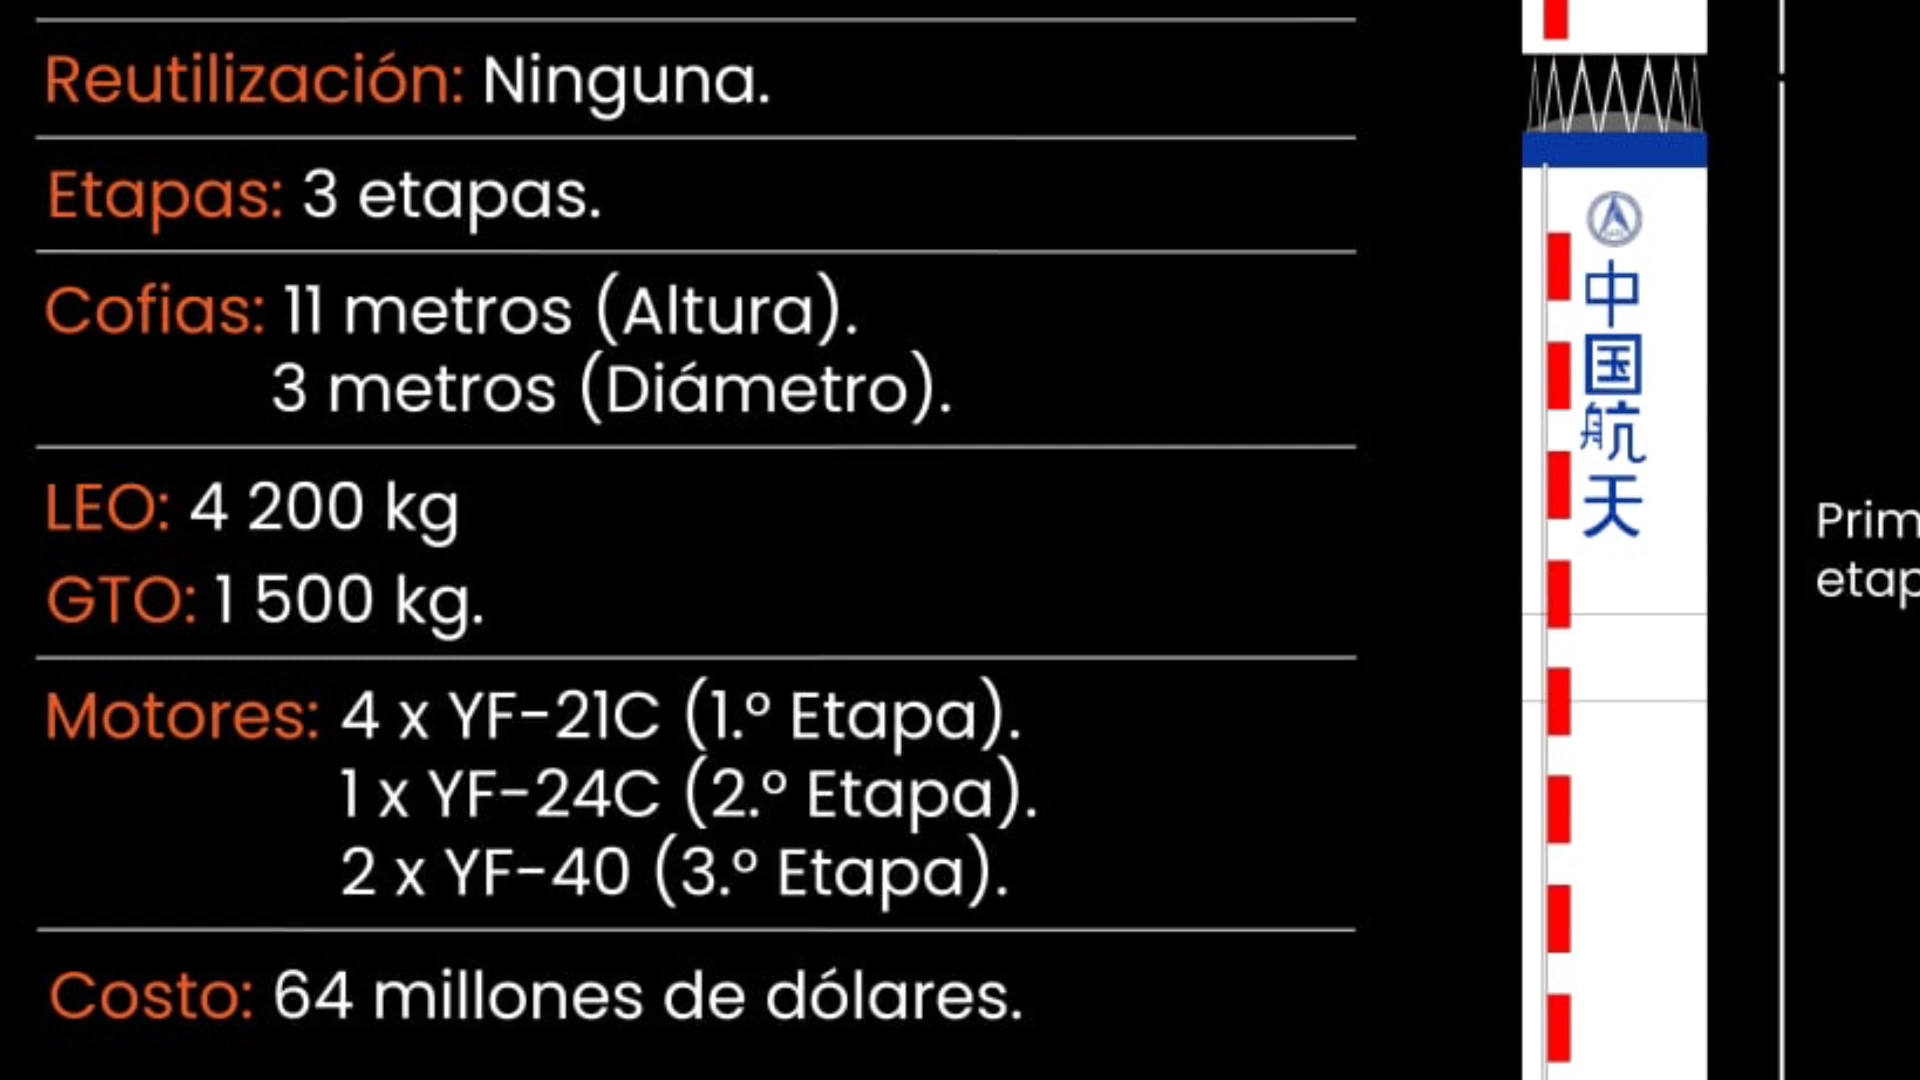 Reutilización: Ninguna.
Etapas: 3 etapas.
Cofias: 11 metros (Altura).
3 metros (Diámetro).
LEO: 4 200 kg
GTO: 1 500 kg.
Motores: 4 x YF-21C (1.º Etapa).
1 x YF-24C (2.º Etapa).
2 x YF-40 (3.º Etapa).
Costo: 64 millones de dólares.
中国航天
Prim
etap